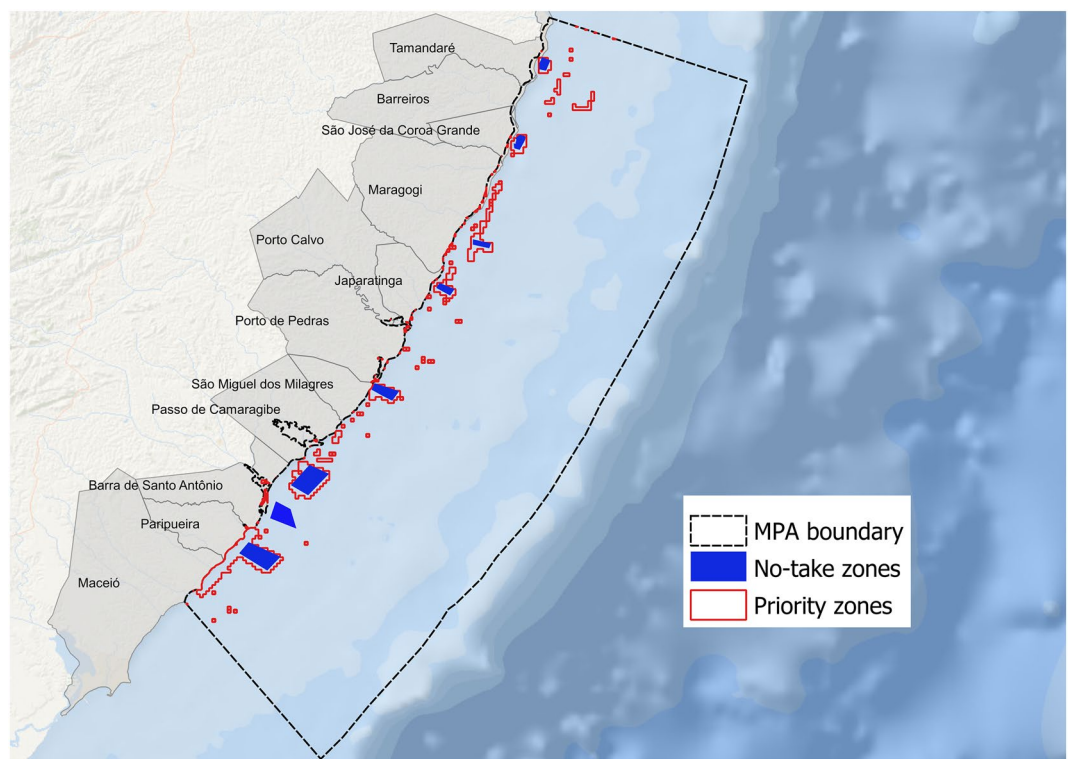 Tamandaré
Barreiros
São José da Coroa Grande
Maragogi
Porto Calvo
Japaratinga
Porto de Pedras
São Miguel dos Milagres
Passo de Camaragibe
Barra de Santo Antônio
Paripueira
Maceió
MPA boundary
No-take zones
Priority zones